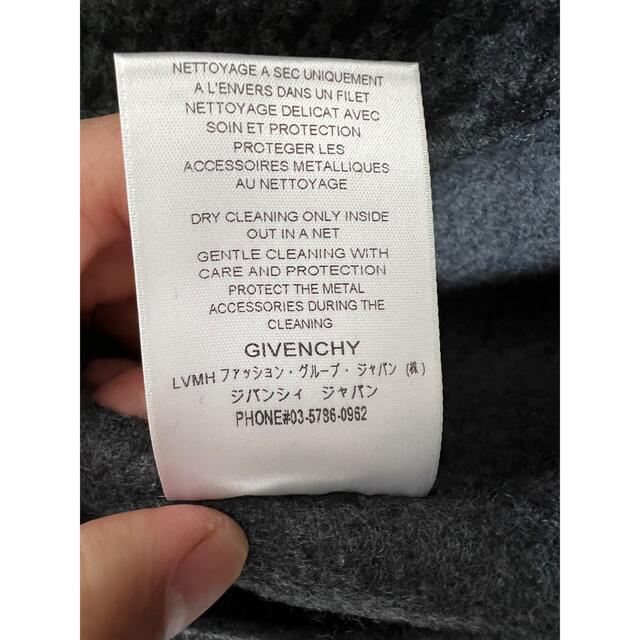 NETTOYAGE A SEC UNIQUEMENT
A L'ENVERS DANS UN FILET
NETTOYAGE DELICAT AVEC
SOIN ET PROTECTION
PROTEGER LES
ACCESSOIRES METALLIQUES
AU NETTOYAGE
DRY CLEANING ONLY INSIDE
OUT IN A NET
GENTLE CLEANING WITH
CARE AND PROTECTION
PROTECT THE METAL
ACCESSORIES DURING THE
CLEANING
GIVENCHY
LVMH ファッション・グループ・ジャパン (株)
ジバンシィ ジャパン
PHONE#03-5786-0962